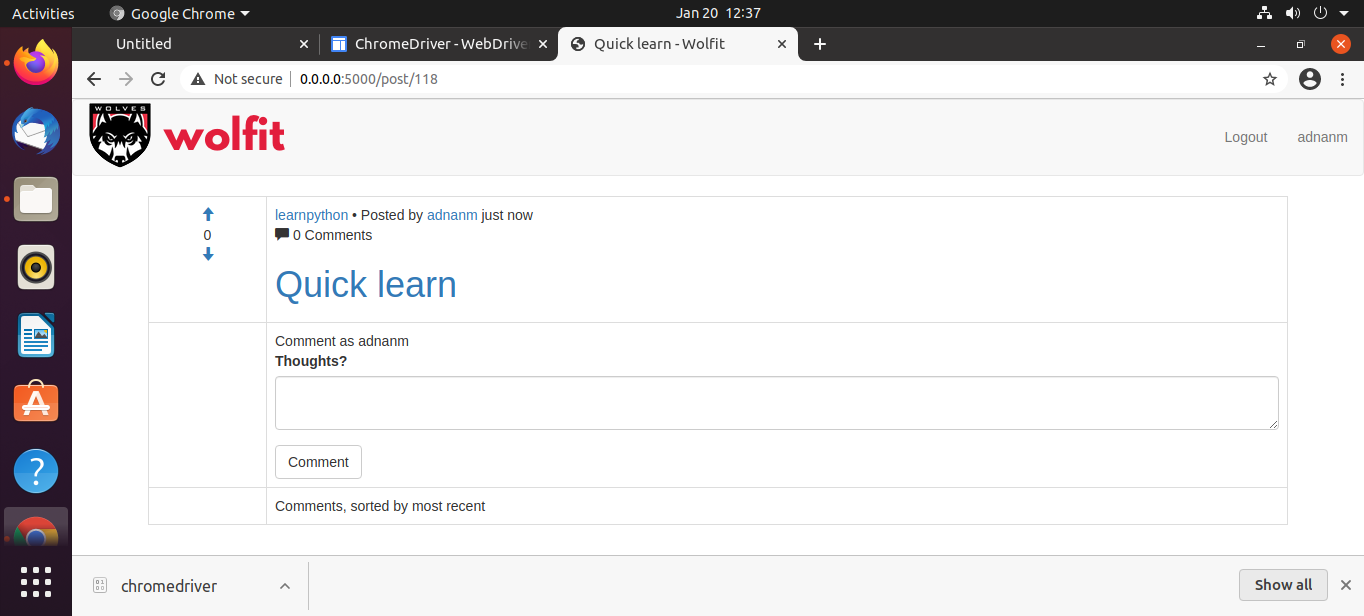 Activities
Google Chrome
Jan 20 12:37
Untitled
ChromeDriver - WebDrive
Quick learn - Wolfit
Not secure
0.0.0.0:5000/post/118
WOLVES
wolfit
Logout
adnanm
learnpython • Posted by adnanm just now
0
0 Comments
Quick learn
Comment as adnanm
Thoughts?
Comment
Comments, sorted by most recent
chromedriver
Show all